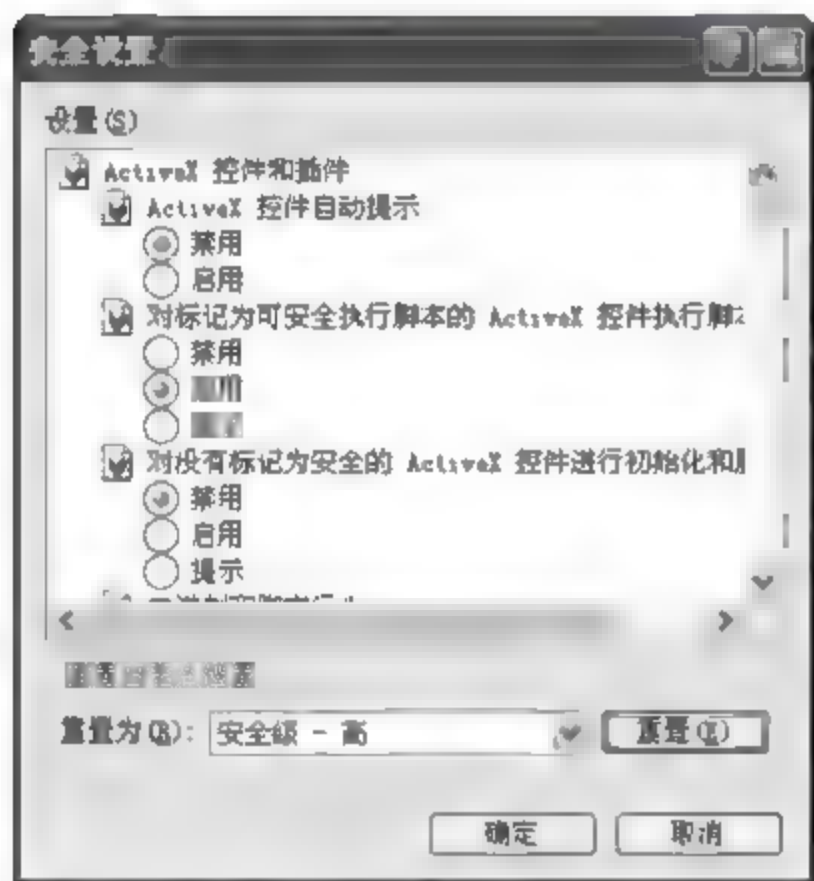 安全设置
设置(S)
ActiveX 控件和插件
ActiveX 控件自动提示
禁用
启用
对标记为可安全执行脚本的 ActiveX 控件执行脚本
禁用
对没有标记为安全的 ActiveX 控件进行初始化和
禁用
启用
提示
重置为(R): 安全级 - 高 重置(E)
确定 取消